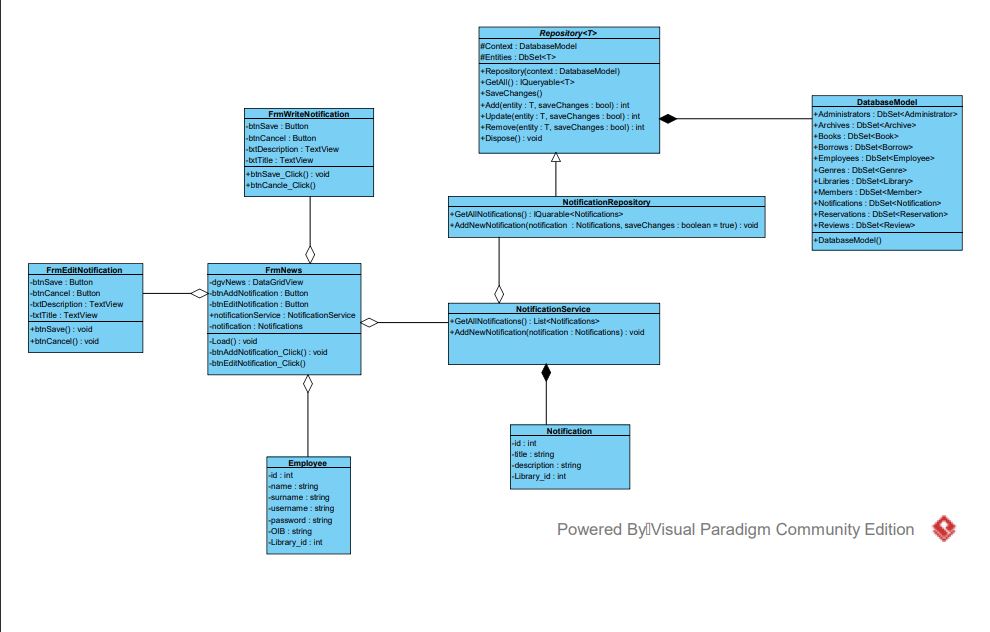 Repository<T>
#Context : DatabaseModel
#Entities : DbSet<T>
+Repository(context : DatabaseModel)
+GetAll() : IQueryable<T>
+SaveChanges()
+Add(entity : T, saveChanges : bool) : int
+Update(entity : T, saveChanges : bool) : int
+Remove(entity : T, saveChanges : bool) : int
+Dispose() : void
DatabaseModel
+Administrators : DbSet<Administrator>
+Archives : DbSet<Archive>
+Books : DbSet<Book>
+Borrows : DbSet<Borrow>
+Employees : DbSet<Employee>
+Genres : DbSet<Genre>
+Libraries : DbSet<Library>
+Members : DbSet<Member>
+Notifications : DbSet<Notification>
+Reservations : DbSet<Reservation>
+Reviews : DbSet<Review>
+DatabaseModel()
FrmWriteNotification
-btnSave : Button
-btnCancel : Button
-txtDescription : TextView
-txtTitle : TextView
+btnSave_Click() : void
+btnCancle_Click()
NotificationRepository
+GetAllNotifications() : IQuarable<Notifications>
+AddNewNotification(notification : Notifications, saveChanges : boolean = true) : void
FrmEditNotification
-btnSave : Button
-btnCancel : Button
-txtDescription : TextView
-txtTitle : TextView
+btnSave() : void
+btnCancel() : void
FrmNews
-dgvNews : DataGridView
-btnAddNotification : Button
-btnEditNotification : Button
+notificationService : NotificationService
-notification : Notifications
-Load() : void
-btnAddNotification_Click() : void
-btnEditNotification_Click()
NotificationService
+GetAllNotifications() : List<Notifications>
+AddNewNotification(notification : Notifications) : void
Notification
-id : int
-title : string
-description : string
-Library_id : int
Employee
-id : int
-name : string
-surname : string
-username : string
-password : string
-OIB : string
-Library_id : int
Powered By Visual Paradigm Community Edition